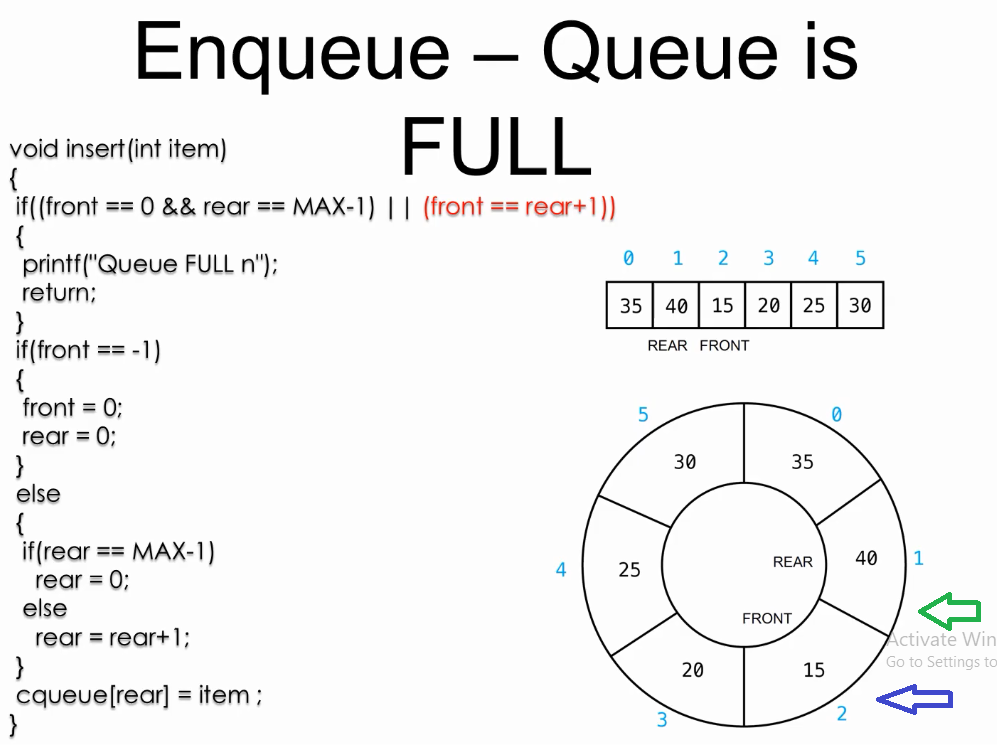 Enqueue – Queue is
FULL
void insert(int item)
{
if((front == 0 && rear == MAX-1) || (front == rear+1))
{
printf("Queue FULL n");
return;
}
if(front == -1)
{
front = 0;
rear = 0;
}
else
{
if(rear == MAX-1)
rear = 0;
else
rear = rear+1;
}
cqueue[rear] = item ;
}
0 1 2 3 4 5
35 40 15 20 25 30
REAR FRONT
5 0
30 35
4 25 REAR 40 1
FRONT
20 15
3 2
Activate Win
Go to Settings to